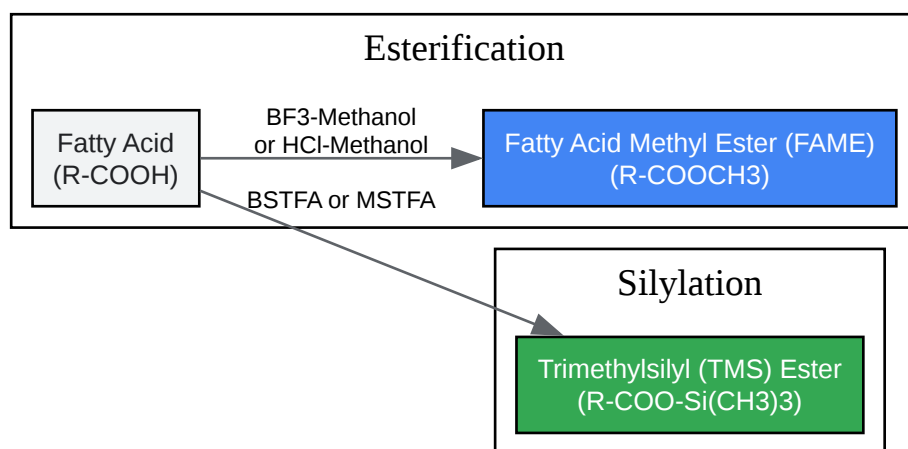 Esterification
Fatty Acid
(R-COOH)
BF3-Methanol
or HCl-Methanol
Fatty Acid Methyl Ester (FAME)
(R-COOCH3)
BSTFA or MSTFA
Silylation
Trimethylsilyl (TMS) Ester
(R-COO-Si(CH3)3)